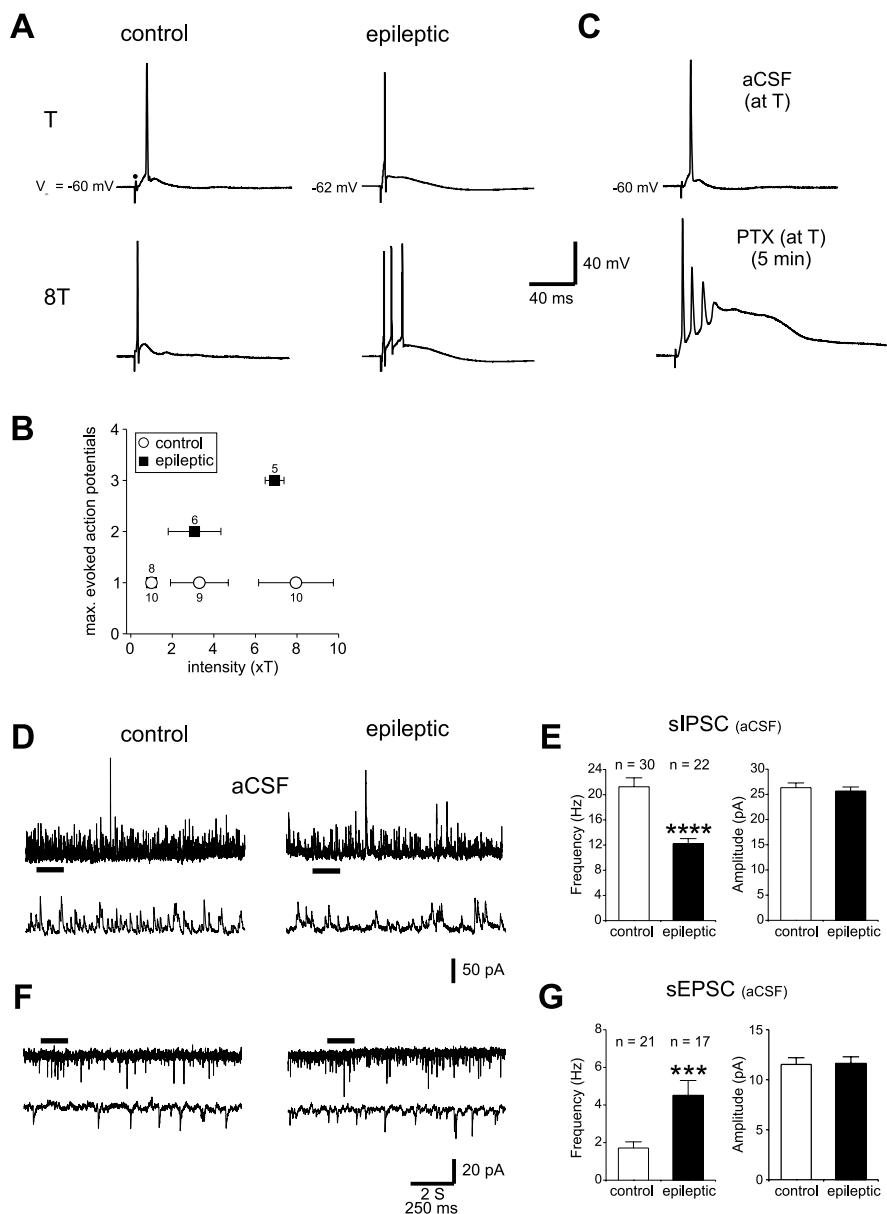 A
control
epileptic
T
V = -60 mV
-62 mV
8T
40 mV
40 ms
C
aCSF
(at T)
-60 mV
PTX (at T)
(5 min)
B
max. evoked action potentials
4
3
2
1
0
control
epileptic
5
6
8
10
9
10
0 2 4 6 8 10
intensity (xT)
D
control
epileptic
aCSF
50 pA
E
sIPSC (aCSF)
n = 30 n = 22
Frequency (Hz)
24
20
16
12
8
4
0
****
control epileptic
Amplitude (pA)
30
25
20
15
10
5
0
control epileptic
F
20 pA
2 S
250 ms
G
sEPSC (aCSF)
n = 21 n = 17
Frequency (Hz)
8
6
4
2
0
***
control epileptic
Amplitude (pA)
15
10
5
0
control epileptic